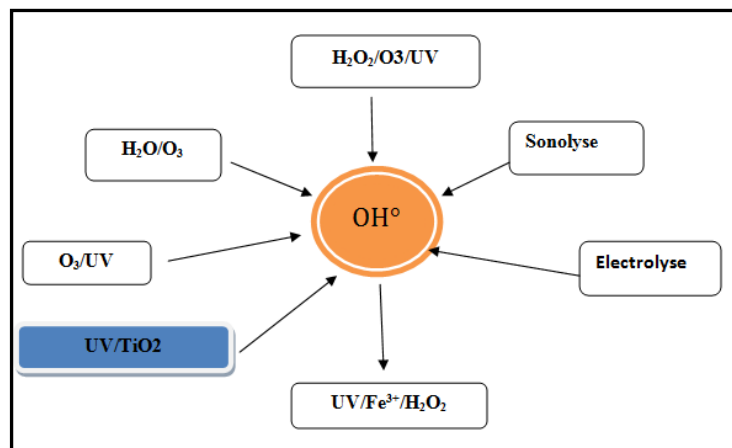 H₂O₂/O3/UV
H₂O/O₃
Sonolyse
OH°
O₃/UV
Electrolyse
UV/TiO2
UV/Fe³⁺/H₂O₂